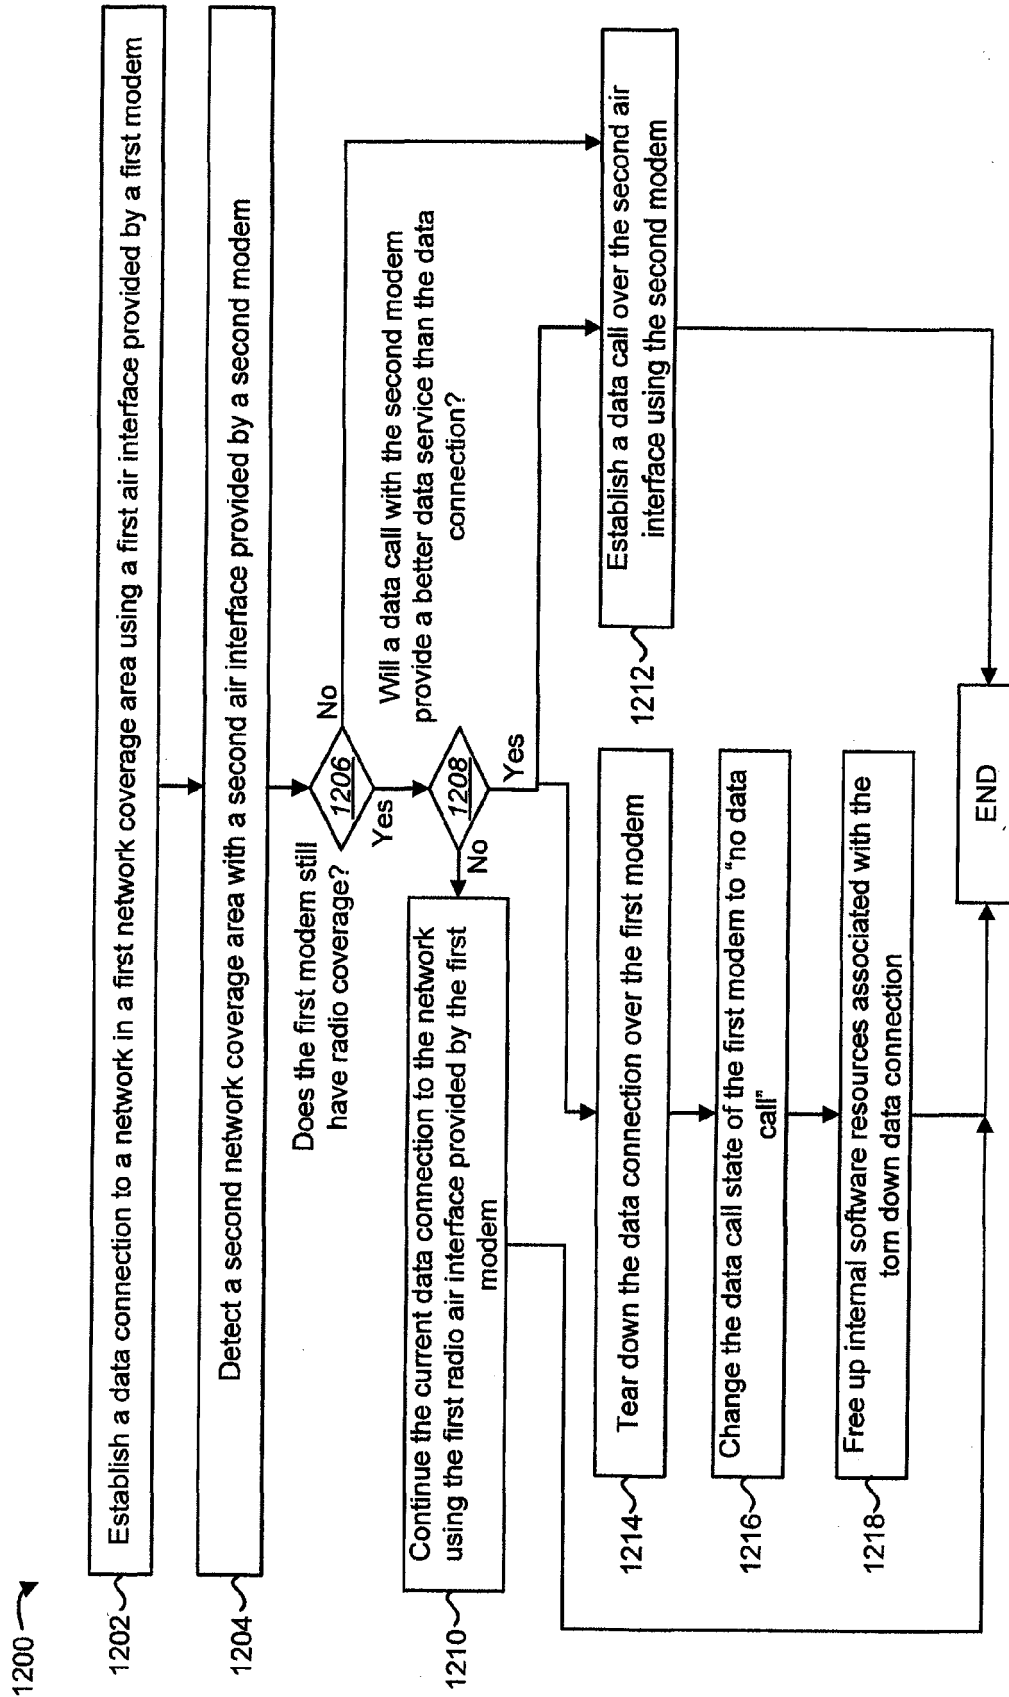 1200
1202
Establish a data connection to a network in a first network coverage area using a first air interface provided by a first modem
1204
Detect a second network coverage area with a second air interface provided by a second modem
Does the first modem still
have radio coverage?
1206
No
Yes
Will a data call with the second modem
provide a better data service than the data
connection?
1208
No
Yes
1210
Continue the current data connection to the network
using the first radio air interface provided by the first
modem
1212
Establish a data call over the second air
interface using the second modem
1214
Tear down the data connection over the first modem
1216
Change the data call state of the first modem to “no data
call”
1218
Free up internal software resources associated with the
torn down data connection
END